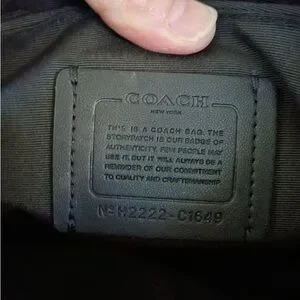 COACH
NEW YORK
THIS IS A COACH BAG. THE
STORYPATCH IS OUR BADGE OF
AUTHENTICITY. FEW PEOPLE MAY
SEE IT, BUT IT WILL ALWAYS BE A
REMINDER OF OUR COMMITMENT
TO QUALITY AND CRAFTSMANSHIP.
Nº H2222-C1649